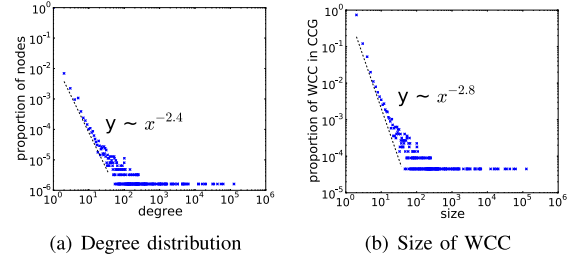 proportion of nodes
10^0
10^-1
10^-2
10^-3
10^-4
10^-5
10^-6
y ~ x^{-2.4}
10^0 10^1 10^2 10^3 10^4 10^5 10^6
degree
(a) Degree distribution
proportion of WCC in CCG
10^0
10^-1
10^-2
10^-3
10^-4
10^-5
y ~ x^{-2.8}
10^0 10^1 10^2 10^3 10^4 10^5 10^6
size
(b) Size of WCC